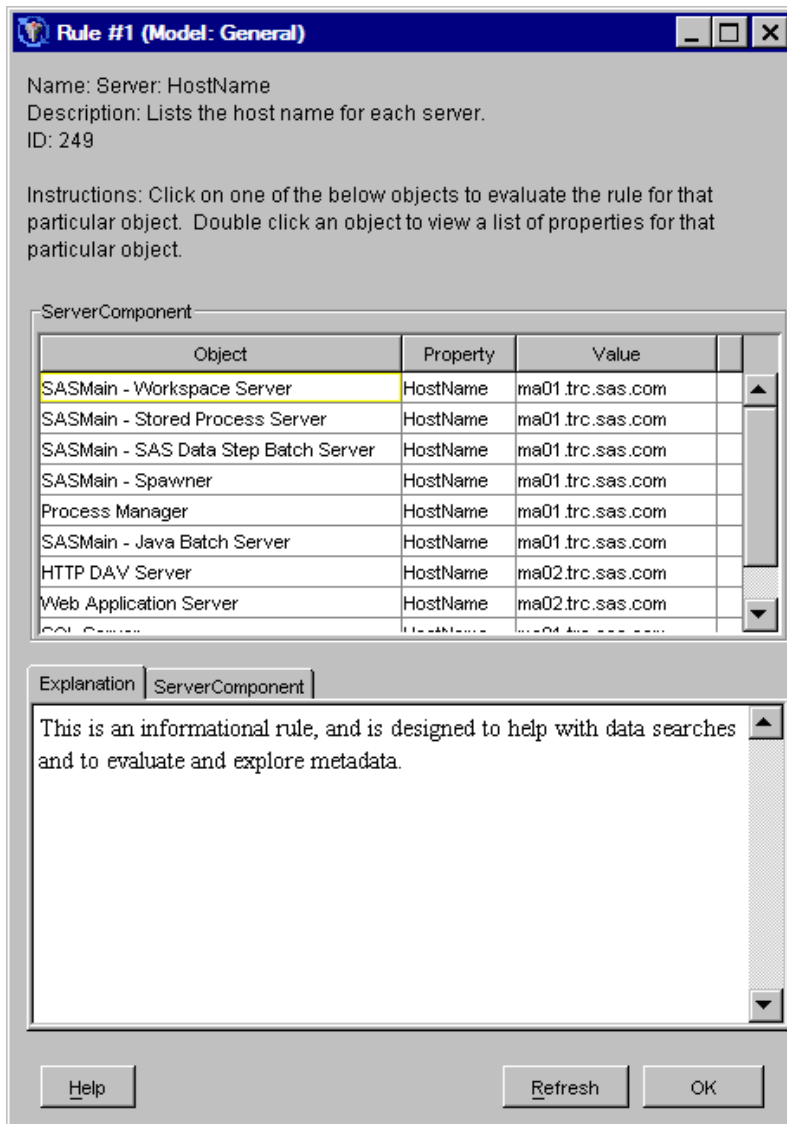 Rule #1 (Model: General)
Name: Server: HostName
Description: Lists the host name for each server.
ID: 249
Instructions: Click on one of the below objects to evaluate the rule for that
particular object.  Double click an object to view a list of properties for that
particular object.
ServerComponent
Object Property Value
SASMain - Workspace Server HostName ma01.trc.sas.com
SASMain - Stored Process Server HostName ma01.trc.sas.com
SASMain - SAS Data Step Batch Server HostName ma01.trc.sas.com
SASMain - Spawner HostName ma01.trc.sas.com
Process Manager HostName ma01.trc.sas.com
SASMain - Java Batch Server HostName ma01.trc.sas.com
HTTP DAV Server HostName ma02.trc.sas.com
Web Application Server HostName ma02.trc.sas.com
Explanation ServerComponent
This is an informational rule, and is designed to help with data searches
and to evaluate and explore metadata.
Help Refresh OK